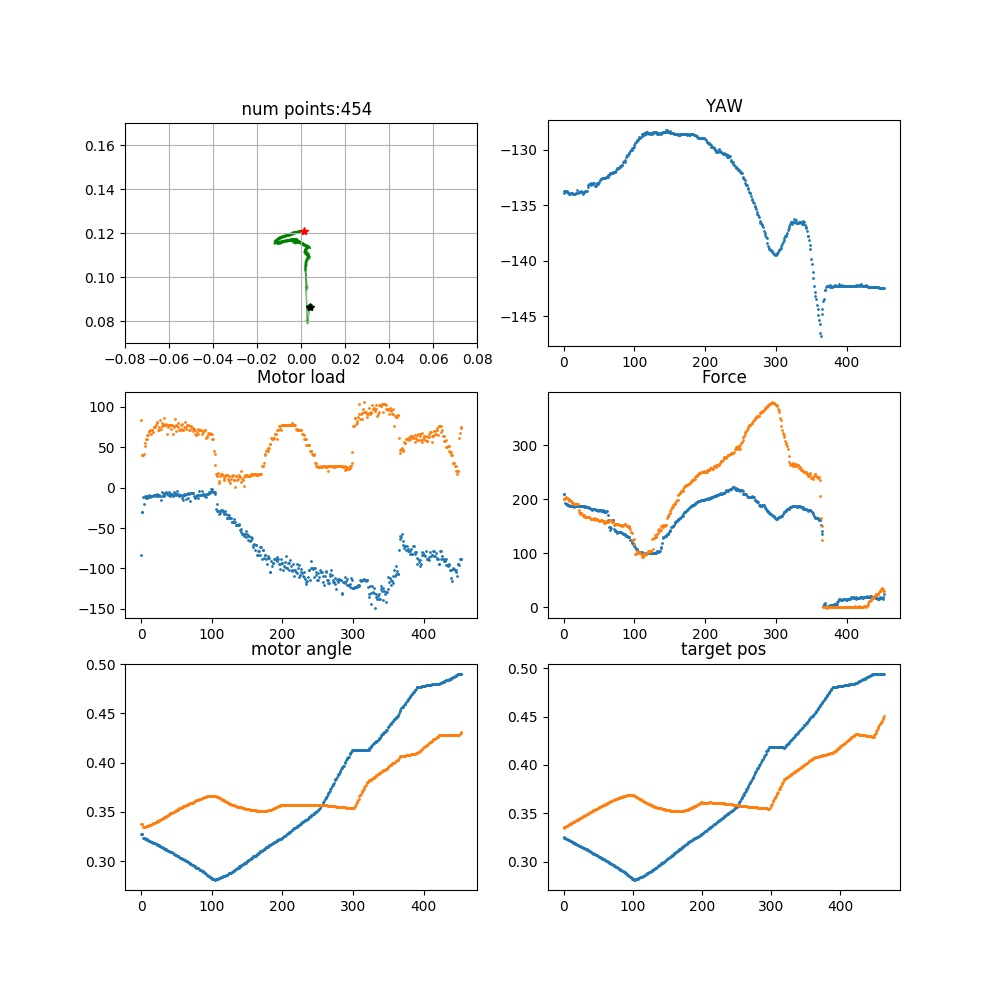 num points:454
YAW
0.16
0.14
0.12
0.10
0.08
−0.08 −0.06 −0.04 −0.02 0.00 0.02 0.04 0.06 0.08
−130
−135
−140
−145
0 100 200 300 400
Motor load
Force
100
50
0
−50
−100
−150
0 100 200 300 400
300
200
100
0
0 100 200 300 400
motor angle
target pos
0.50
0.45
0.40
0.35
0.30
0 100 200 300 400
0.50
0.45
0.40
0.35
0.30
0 100 200 300 400